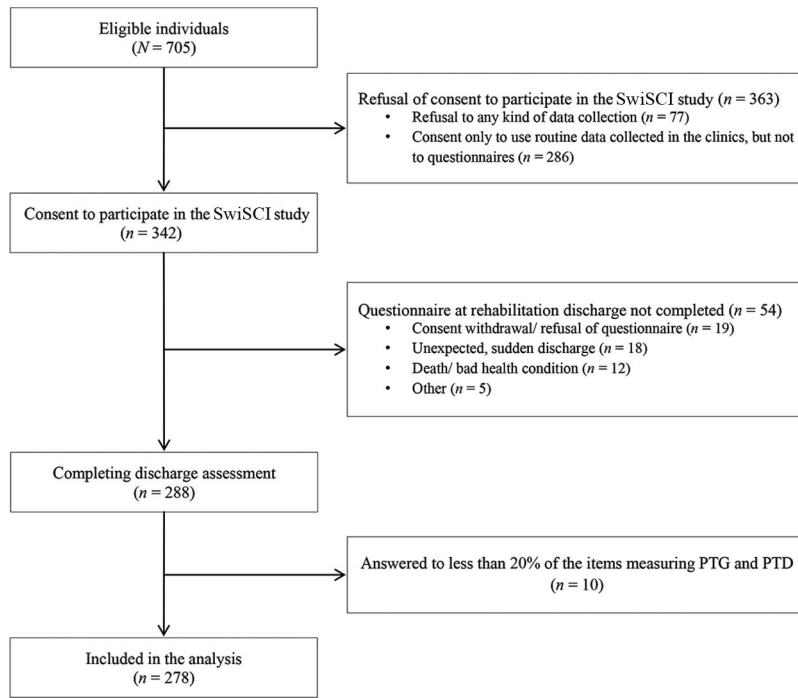 Eligible individuals
(N = 705)
Refusal of consent to participate in the SwiSCI study (n = 363)
• Refusal to any kind of data collection (n = 77)
• Consent only to use routine data collected in the clinics, but not
to questionnaires (n = 286)
Consent to participate in the SwiSCI study
(n = 342)
Questionnaire at rehabilitation discharge not completed (n = 54)
• Consent withdrawal/ refusal of questionnaire (n = 19)
• Unexpected, sudden discharge (n = 18)
• Death/ bad health condition (n = 12)
• Other (n = 5)
Completing discharge assessment
(n = 288)
Answered to less than 20% of the items measuring PTG and PTD
(n = 10)
Included in the analysis
(n = 278)